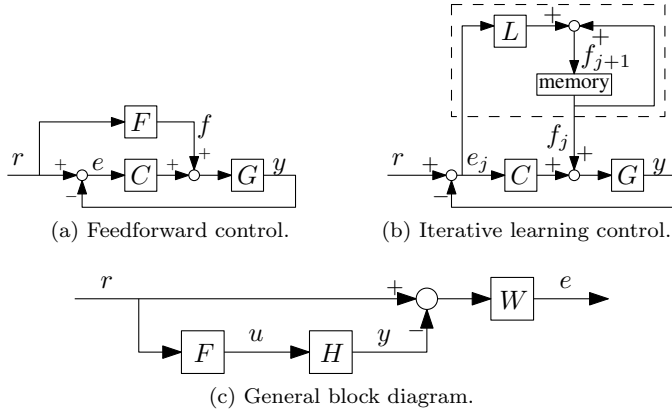 F
f
r
+
e
C
+
+
G
y
−
(a) Feedforward control.
L
+
+
f_{j+1}
memory
f_j
r
+
e_j
C
+
+
G
y
−
(b) Iterative learning control.
r
+
W
e
−
F
u
H
y
(c) General block diagram.